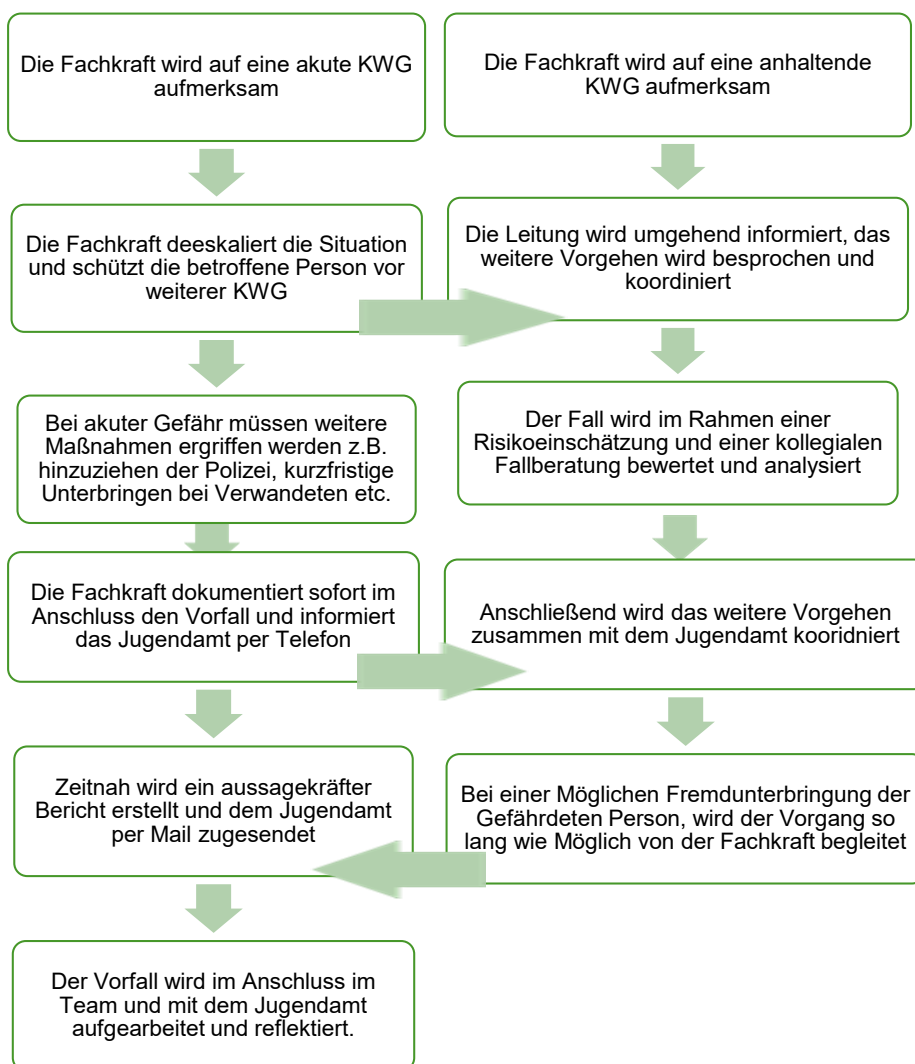 Die Fachkraft wird auf eine akute KWG
aufmerksam
Die Fachkraft wird auf eine anhaltende
KWG aufmerksam
Die Fachkraft deeskaliert die Situation
und schützt die betroffene Person vor
weiterer KWG
Die Leitung wird umgehend informiert, das
weitere Vorgehen wird besprochen und
koordiniert
Bei akuter Gefähr müssen weitere
Maßnahmen ergriffen werden z.B.
hinzuziehen der Polizei, kurzfristige
Unterbringen bei Verwandeten etc.
Der Fall wird im Rahmen einer
Risikoeinschätzung und einer kollegialen
Fallberatung bewertet und analysiert
Die Fachkraft dokumentiert sofort im
Anschluss den Vorfall und informiert
das Jugendamt per Telefon
Anschließend wird das weitere Vorgehen
zusammen mit dem Jugendamt kooridniert
Zeitnah wird ein aussagekräfter
Bericht erstellt und dem Jugendamt
per Mail zugesendet
Bei einer Möglichen Fremdunterbringung der
Gefährdeten Person, wird der Vorgang so
lang wie Möglich von der Fachkraft begleitet
Der Vorfall wird im Anschluss im
Team und mit dem Jugendamt
aufgearbeitet und reflektiert.